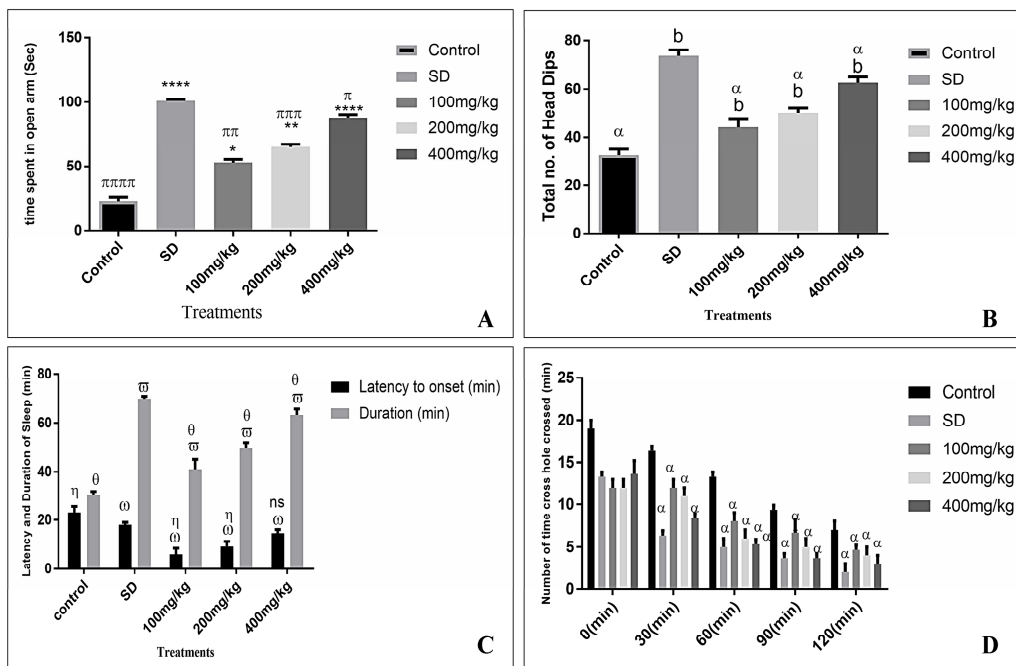 150
100
50
0
time spent in open arm (Sec)
ππππ
****
ππ
*
πππ
**
π
****
Control
SD
100mg/kg
200mg/kg
400mg/kg
Control
SD
100mg/kg
200mg/kg
400mg/kg
Treatments
A
80
60
40
20
0
Total no. of Head Dips
α
b
α
b
α
b
α
b
Control
SD
100mg/kg
200mg/kg
400mg/kg
Control
SD
100mg/kg
200mg/kg
400mg/kg
Treatments
B
80
60
40
20
0
Latency and Duration of Sleep (min)
η
θ
ω
ϖ
η
ω
θ
ϖ
η
ω
θ
ϖ
ns
ω
θ
ϖ
Latency to onset (min)
Duration (min)
control
SD
100mg/kg
200mg/kg
400mg/kg
Treatments
C
25
20
15
10
5
0
Number of time cross hole crossed (min)
α α α α
α α α α
α α α α
α α α α
Control
SD
100mg/kg
200mg/kg
400mg/kg
0(min)
30(min)
60(min)
90(min)
120(min)
D